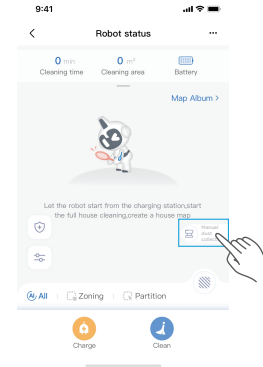 9:41
Robot status
0 min
0 m²
Cleaning time
Cleaning area
Battery
Map Album >
Let the robot start from the charging station,start
the full house cleaning,create a house map
Manual
dust
collect
AI All
Zoning
Partition
Charge
Clean